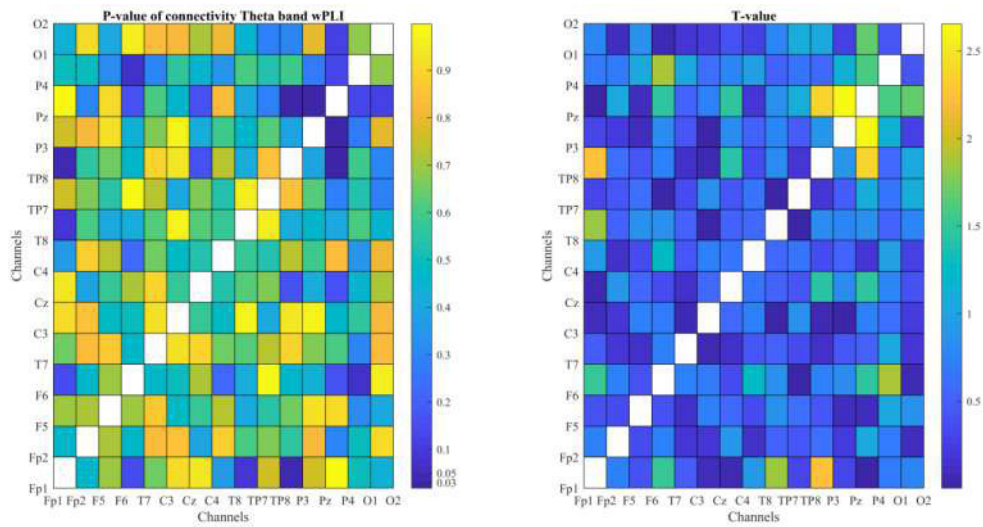 P-value of connectivity Theta band wPLI
O2
O1
P4
Pz
P3
TP8
TP7
T8
C4
Cz
C3
T7
F6
F5
Fp2
Fp1
Channels
Fp1 Fp2 F5 F6 T7 C3 Cz C4 T8 TP7 TP8 P3 Pz P4 O1 O2
Channels
0.9
0.8
0.7
0.6
0.5
0.4
0.3
0.2
0.1
0.05
0.03
T-value
O2
O1
P4
Pz
P3
TP8
TP7
T8
C4
Cz
C3
T7
F6
F5
Fp2
Fp1
Channels
Fp1 Fp2 F5 F6 T7 C3 Cz C4 T8 TP7 TP8 P3 Pz P4 O1 O2
Channels
2.5
2
1.5
1
0.5